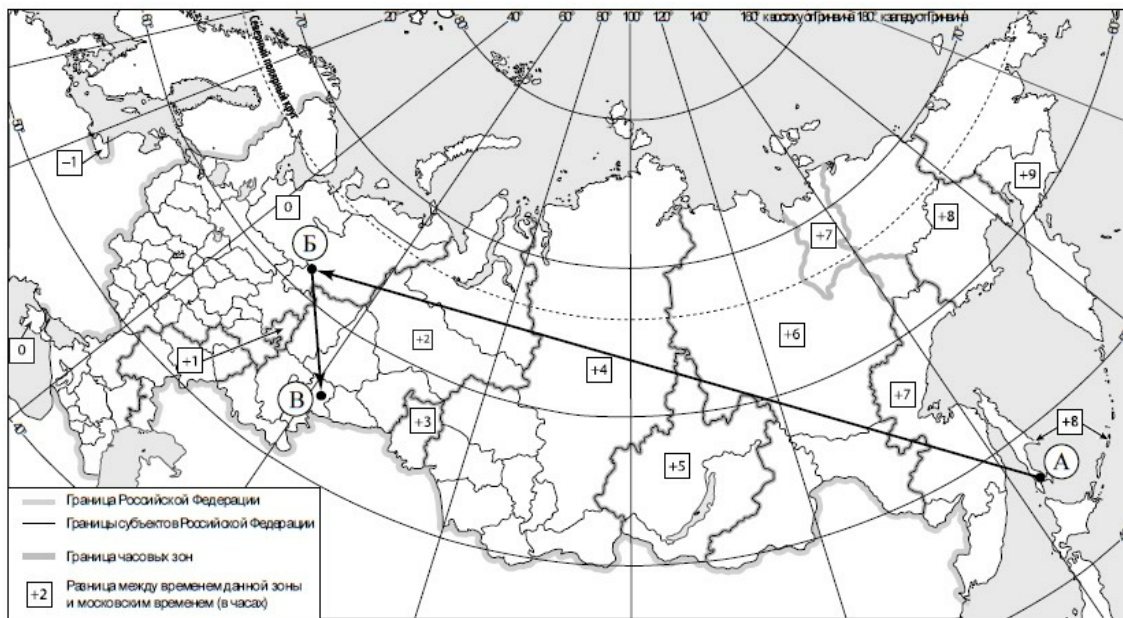 60° 70° 20° 80° 40° 80° 100° 120° 140° 160° к востоку от Гринвича 180° к западу от Гринвича
70°
60°
Северный полярный круг
-1
0
+9
+8
+7
Б
+2
+6
+1
+4
0
В
+7
+3
+8
+5
А
Граница Российской Федерации
Границы субъектов Российской Федерации
Граница часовых зон
+2 Разница между временем данной зоны
и московским временем (в часах)